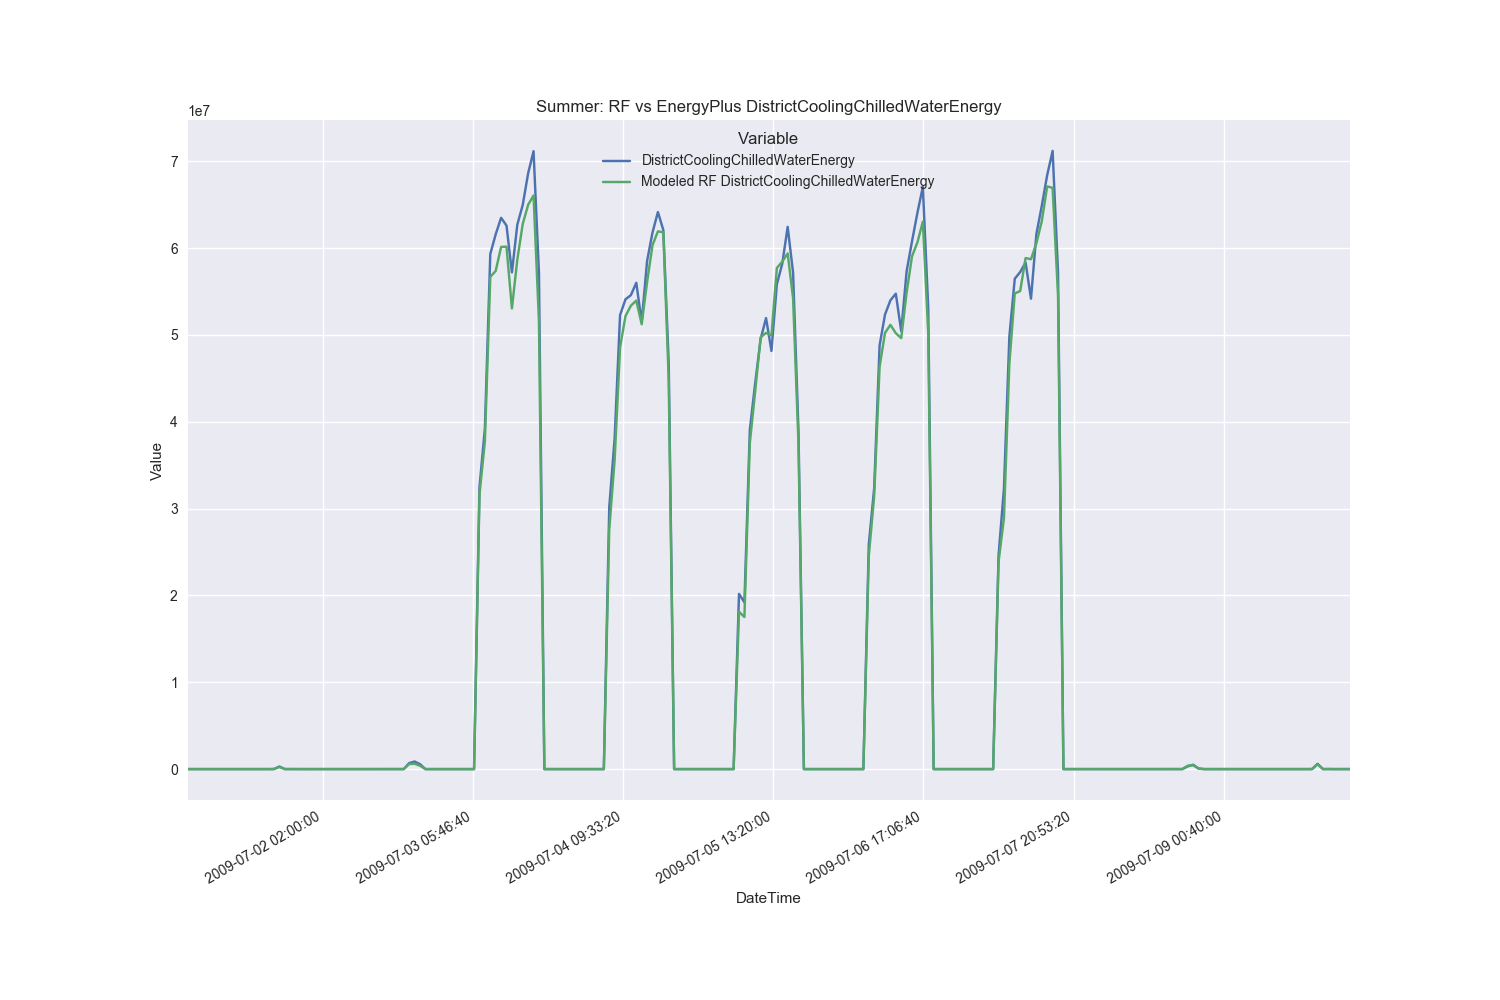 Summer: RF vs EnergyPlus DistrictCoolingChilledWaterEnergy
1e7
Variable
DistrictCoolingChilledWaterEnergy
Modeled RF DistrictCoolingChilledWaterEnergy
7
6
5
4
3
2
1
0
Value
2009-07-02 02:00:00
2009-07-03 05:46:40
2009-07-04 09:33:20
2009-07-05 13:20:00
2009-07-06 17:06:40
2009-07-07 20:53:20
2009-07-09 00:40:00
DateTime